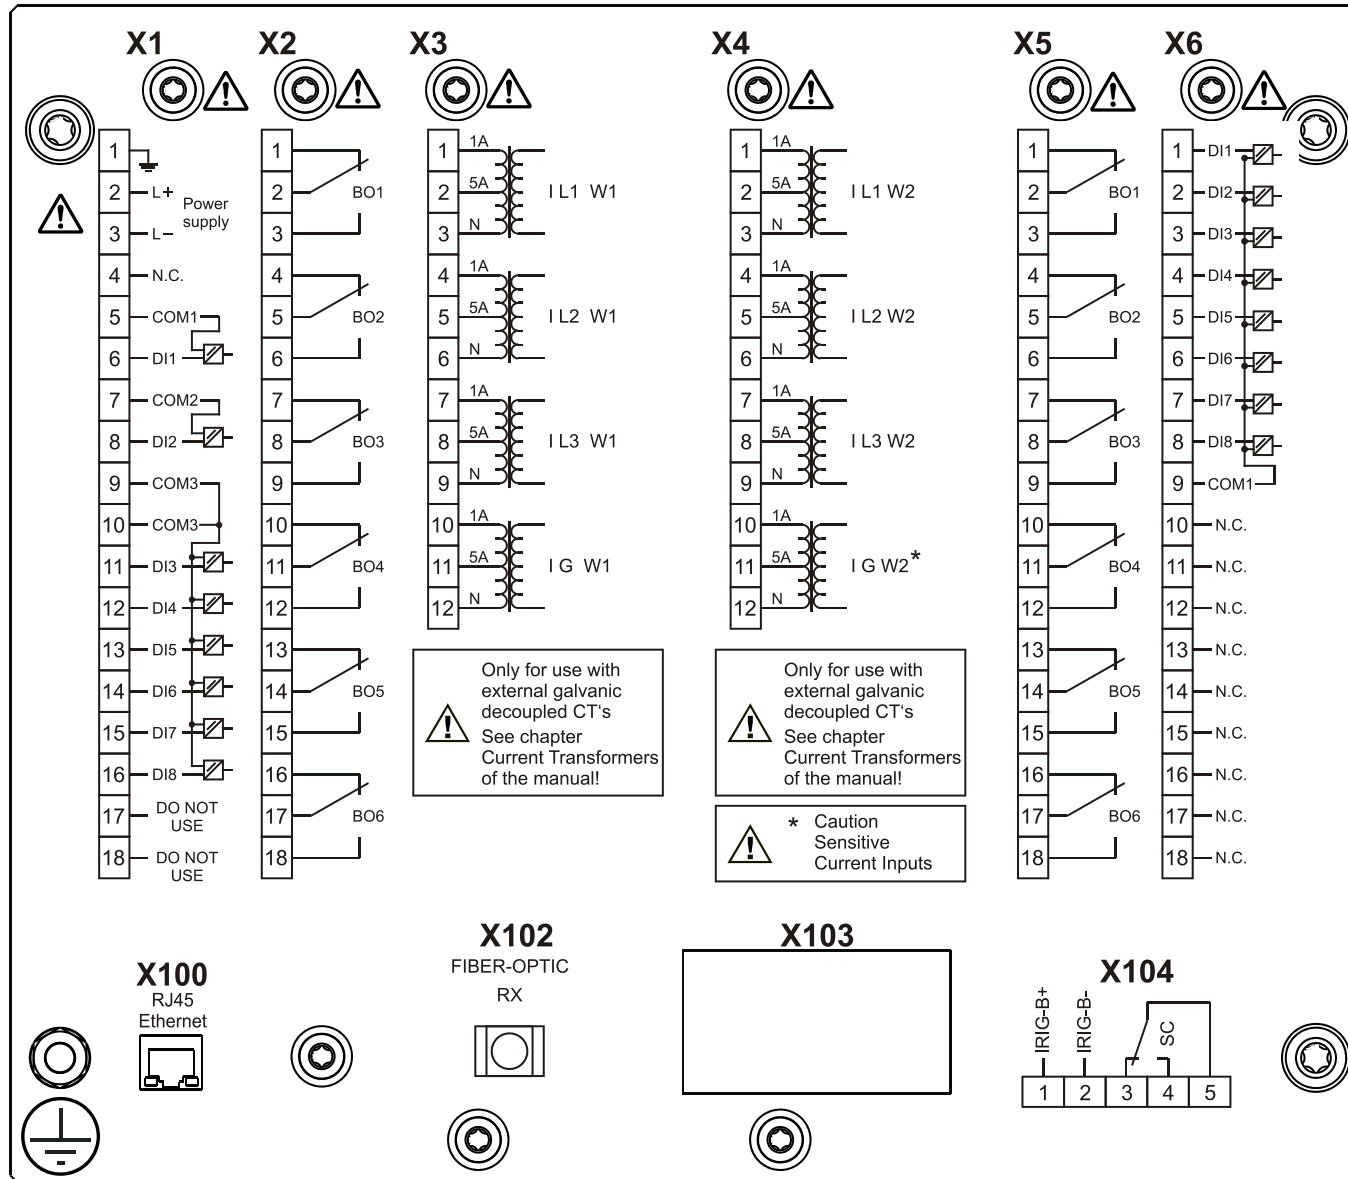 X1
1
2 L+ Power
supply
3 L−
4 N.C.
5 COM1
6 DI1
7 COM2
8 DI2
9 COM3
10 COM3
11 DI3
12 DI4
13 DI5
14 DI6
15 DI7
16 DI8
17 DO NOT
USE
18 DO NOT
USE
X2
1
2 BO1
3
4
5 BO2
6
7
8 BO3
9
10
11 BO4
12
13
14 BO5
15
16
17 BO6
18
X3
1 1A
2 5A I L1 W1
3 N
4 1A
5 5A I L2 W1
6 N
7 1A
8 5A I L3 W1
9 N
10 1A
11 5A I G W1
12 N
Only for use with
external galvanic
decoupled CT‘s
See chapter
Current Transformers
of the manual!
X4
1 1A
2 5A I L1 W2
3 N
4 1A
5 5A I L2 W2
6 N
7 1A
8 5A I L3 W2
9 N
10 1A
11 5A I G W2*
12 N
Only for use with
external galvanic
decoupled CT‘s
See chapter
Current Transformers
of the manual!
* Caution
Sensitive
Current Inputs
X5
1
2 BO1
3
4
5 BO2
6
7
8 BO3
9
10
11 BO4
12
13
14 BO5
15
16
17 BO6
18
X6
1 DI1
2 DI2
3 DI3
4 DI4
5 DI5
6 DI6
7 DI7
8 DI8
9 COM1
10 N.C.
11 N.C.
12 N.C.
13 N.C.
14 N.C.
15 N.C.
16 N.C.
17 N.C.
18 N.C.
X100
RJ45
Ethernet
X102
FIBER-OPTIC
RX
X103
X104
IRIG-B+
IRIG-B-
SC
1 2 3 4 5